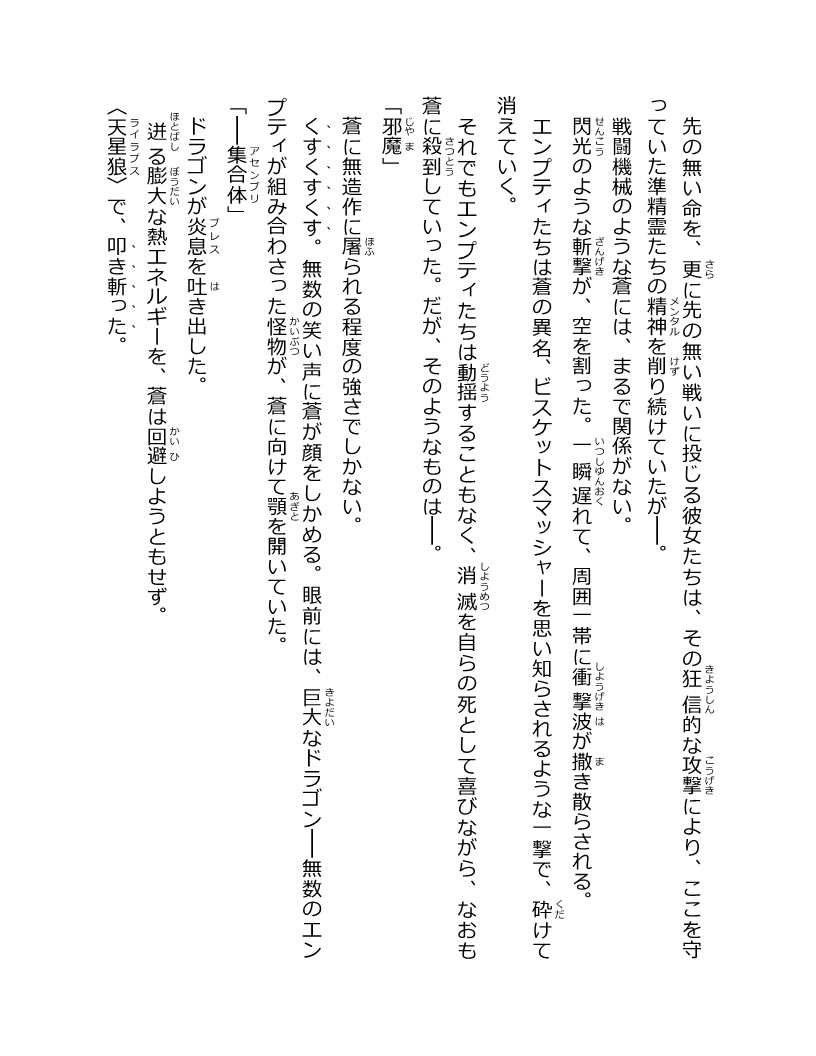 先の無い命を、更に先の無い戦いに投じる彼女たちは、その狂信的な攻撃により、ここを守
っていた準精霊たちの精神を削り続けていたが――。
戦闘機械のような蒼には、まるで関係がない。
閃光のような斬撃が、空を割った。一瞬遅れて、周囲一帯に衝撃波が撒き散らされる。
エンプティたちは蒼の異名、ビスケットスマッシャーを思い知らされるような一撃で、砕けて
消えていく。
それでもエンプティたちは動揺することもなく、消滅を自らの死として喜びながら、なおも
蒼に殺到していった。だが、そのようなものは――。
「邪魔」
蒼に無造作に屠られる程度の強さでしかない。
くすくすくす。無数の笑い声に蒼が顔をしかめる。眼前には、巨大なドラゴン――無数のエン
プティが組み合わさった怪物が、蒼に向けて顎を開いていた。
「――集合体」
ドラゴンが炎息を吐き出した。
迸る膨大な熱エネルギーを、蒼は回避しようともせず。
〈天星狼〉で、叩き斬った。